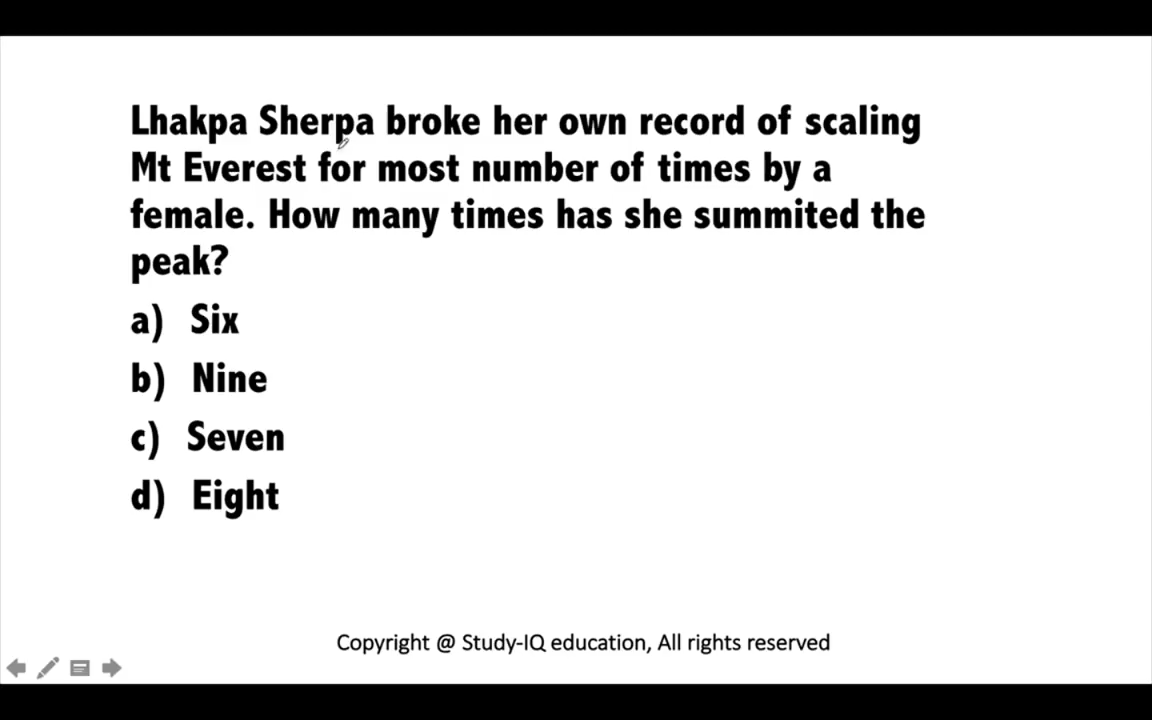 Lhakpa Sherpa broke her own record of scaling
Mt Everest for most number of times by a
female. How many times has she summited the
peak?
a) Six
b) Nine
c) Seven
d) Eight
Copyright @ Study-IQ education, All rights reserved